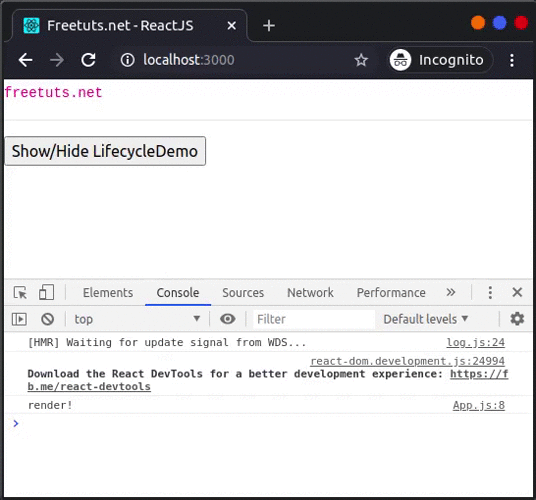 Freetuts.net - ReactJS
localhost:3000
Incognito
freetuts.net
Show/Hide LifecycleDemo
Elements Console Sources Network Performance
top Filter Default levels
[HMR] Waiting for update signal from WDS... log.js:24
react-dom.development.js:24994
Download the React DevTools for a better development experience: https://f
b.me/react-devtools
render! App.js:8